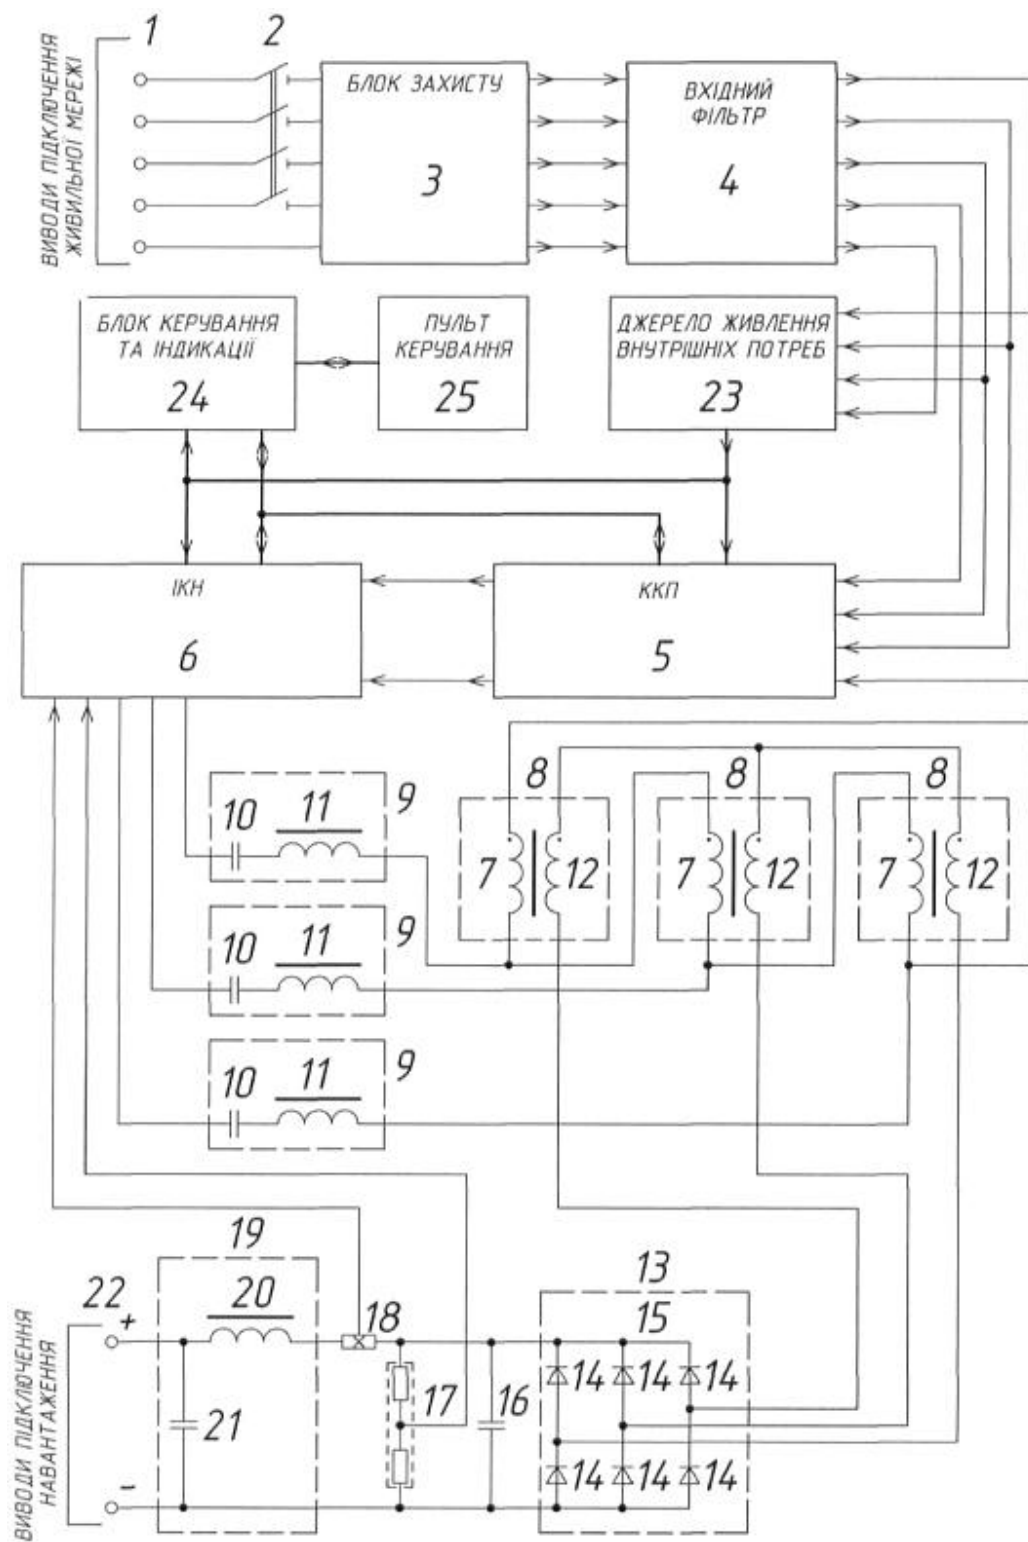 ВИВОДИ ПІДКЛЮЧЕННЯ
ЖИВИЛЬНОЇ МЕРЕЖІ
1
2
БЛОК ЗАХИСТУ
3
ВХІДНИЙ
ФІЛЬТР
4
БЛОК КЕРУВАННЯ
ТА ІНДИКАЦІЇ
24
ПУЛЬТ
КЕРУВАННЯ
25
ДЖЕРЕЛО ЖИВЛЕННЯ
ВНУТРІШНІХ ПОТРЕБ
23
ІКН
6
ККП
5
10
11
9
8
7
12
8
7
12
8
7
12
10
11
9
10
11
9
ВИВОДИ ПІДКЛЮЧЕННЯ
НАВАНТАЖЕННЯ
22
+
-
19
20
21
18
17
16
13
15
14
14
14
14
14
14